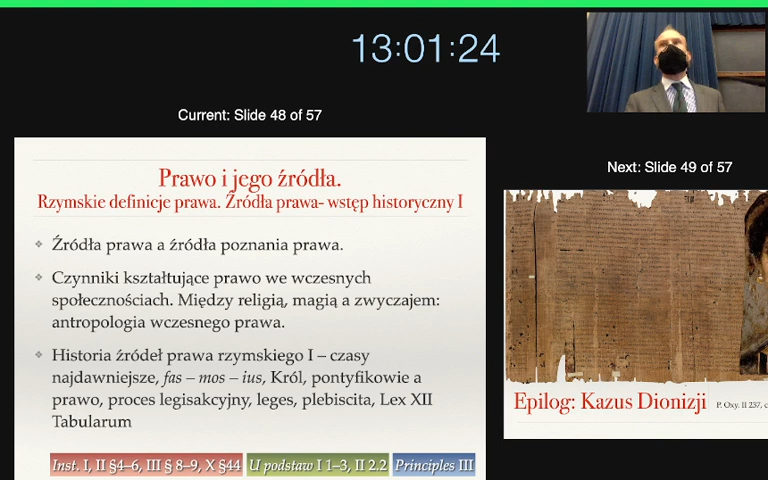 13:01:24
Current: Slide 48 of 57
Prawo i jego źródła.
Rzymskie definicje prawa. Źródła prawa- wstęp historyczny I
Źródła prawa a źródła poznania prawa.
Czynniki kształtujące prawo we wczesnych
społecznościach. Między religią, magią a zwyczajem:
antropologia wczesnego prawa.
Historia źródeł prawa rzymskiego I – czasy
najdawniejsze, fas – mos – ius, Król, pontyfikowie a
prawo, proces legisakcyjny, leges, plebiscita, Lex XII
Tabularum
Inst. I, II §4–6, III § 8–9, X §44 U podstaw I 1–3, II 2.2 Principles III
Next: Slide 49 of 57
Epilog: Kazus Dionizji P. Oxy. II 237, c